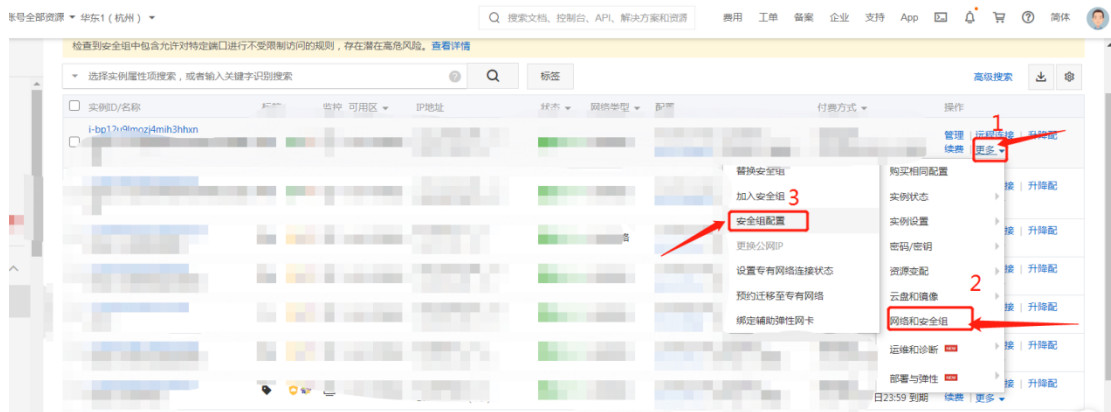 账号全部资源 华东1（杭州） 搜索文档、控制台、API、解决方案和资源 费用 工单 备案 企业 支持 App 简体
检查到安全组中包含允许对特定端口进行不受限制访问的规则，存在潜在高危风险。查看详情
选择实例属性项搜索，或者输入关键字识别搜索 标签 高级搜索
实例ID/名称 监控 可用区 IP地址 状态 网络类型 配置 付费方式 操作
1
i-bp12u9lmozj4mih3hhxn
管理 | 远程连接 | 升降配
续费 | 更多
替换安全组 购买相同配置
接 | 升降配
加入安全组 3 实例状态
安全组配置 实例设置
接 | 升降配
更换公网IP 密码/密钥
设置专有网络连接状态 资源变配 接 | 升降配
2
预约迁移至专有网络 云盘和镜像
接 | 升降配
绑定辅助弹性网卡 网络和安全组
运维和诊断 NEW 接 | 升降配
部署与弹性 NEW 接 | 升降配
日23:59 到期 续费 | 更多